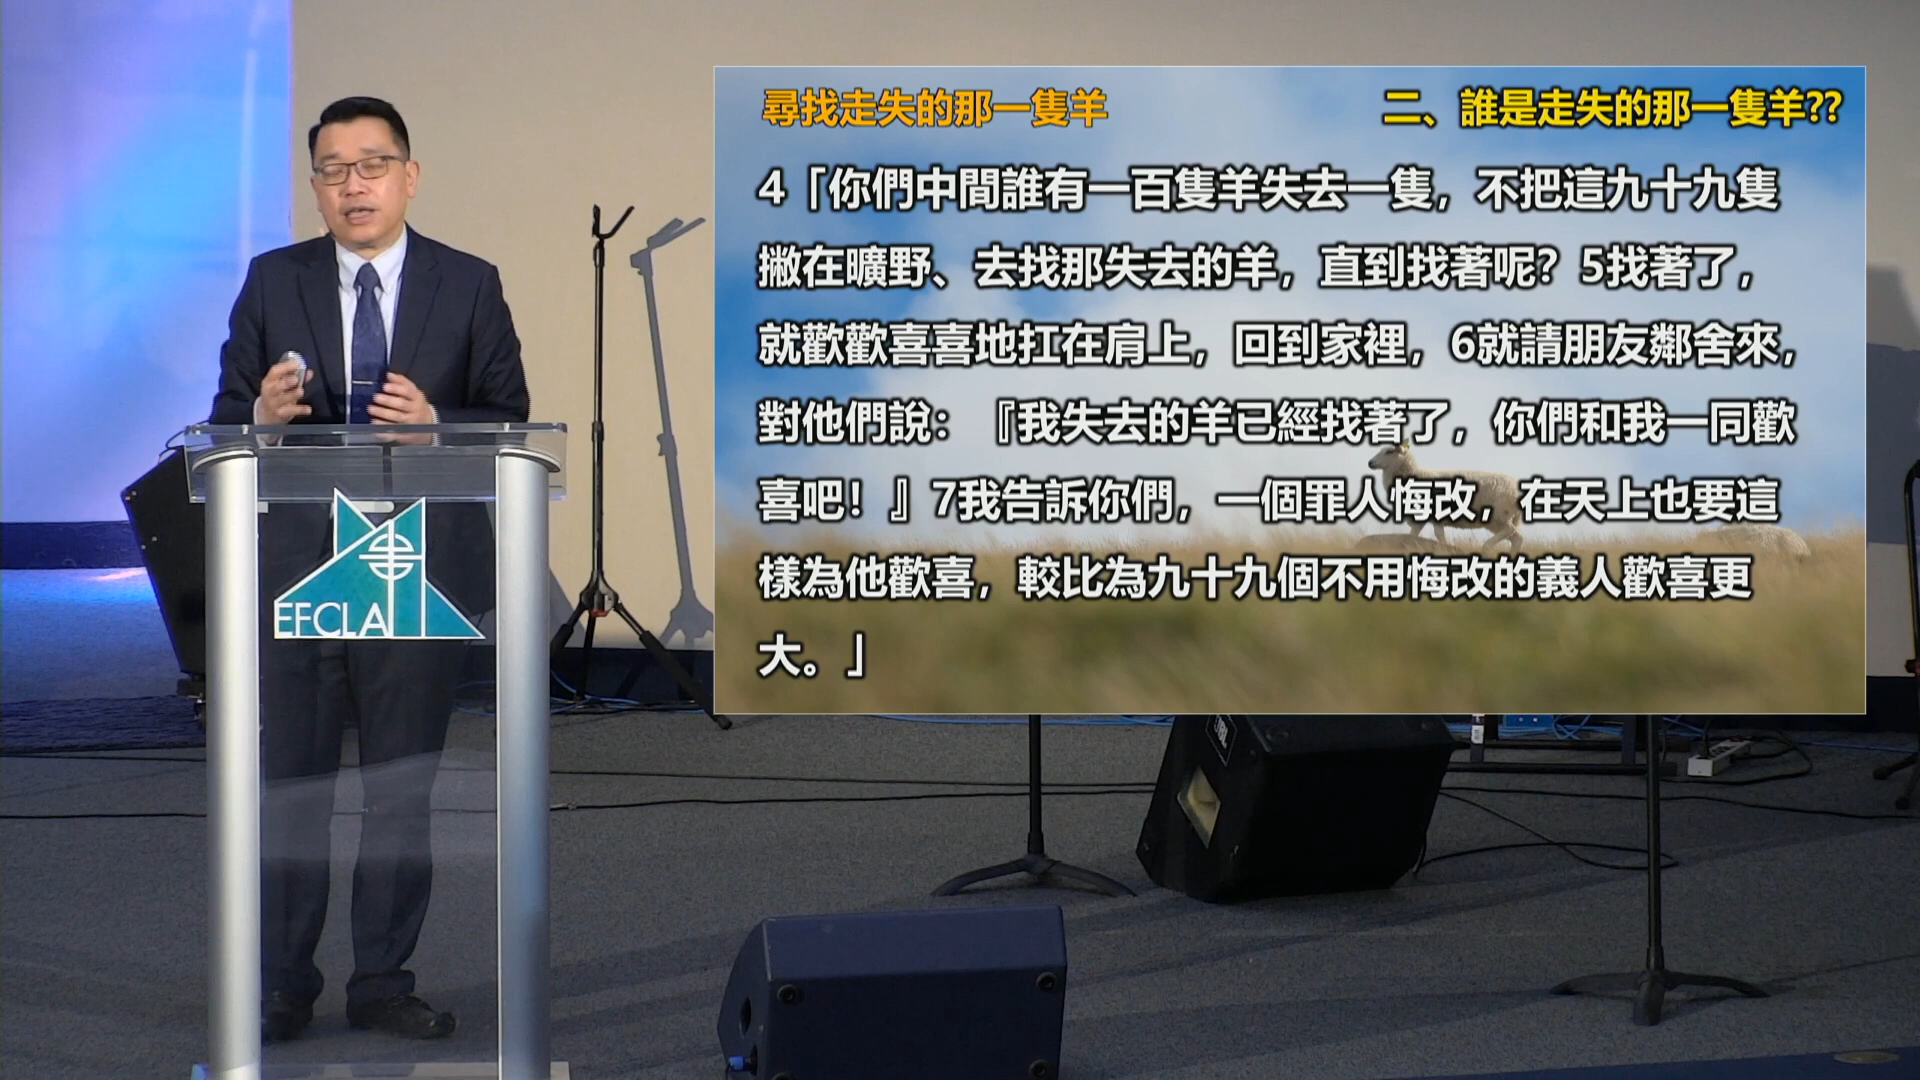 尋找走失的那一隻羊
二、誰是走失的那一隻羊??
4「你們中間誰有一百隻羊失去一隻，不把這九十九隻
撇在曠野、去找那失去的羊，直到找著呢？5找著了，
就歡歡喜喜地扛在肩上，回到家裡，6就請朋友鄰舍來，
對他們說：『我失去的羊已經找著了，你們和我一同歡
喜吧！』7我告訴你們，一個罪人悔改，在天上也要這
樣為他歡喜，較比為九十九個不用悔改的義人歡喜更
大。」
EFCLA
JBL